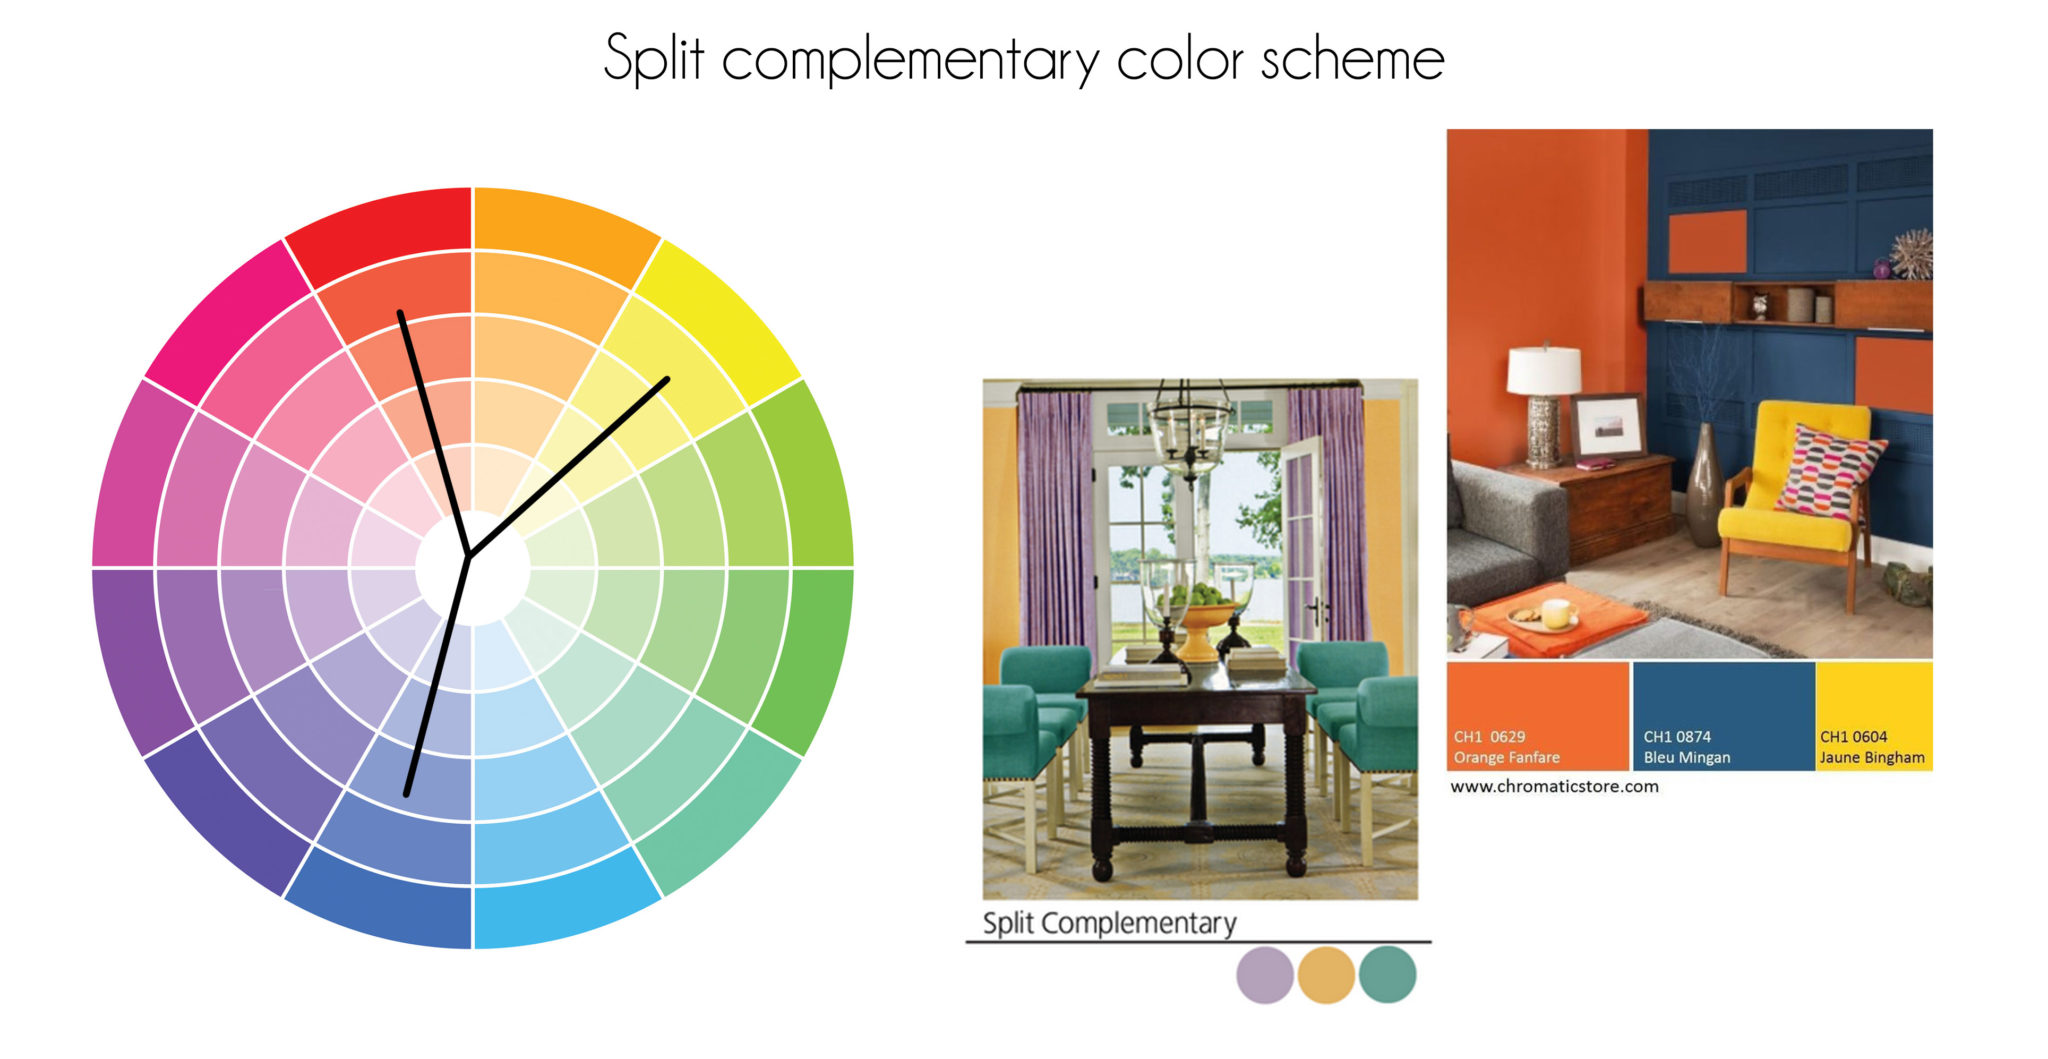 Split complementary color scheme
CH1  0629
Orange Fanfare
CH1 0874
Bleu Mingan
CH1 0604
Jaune Bingham
www.chromaticstore.com
Split Complementary